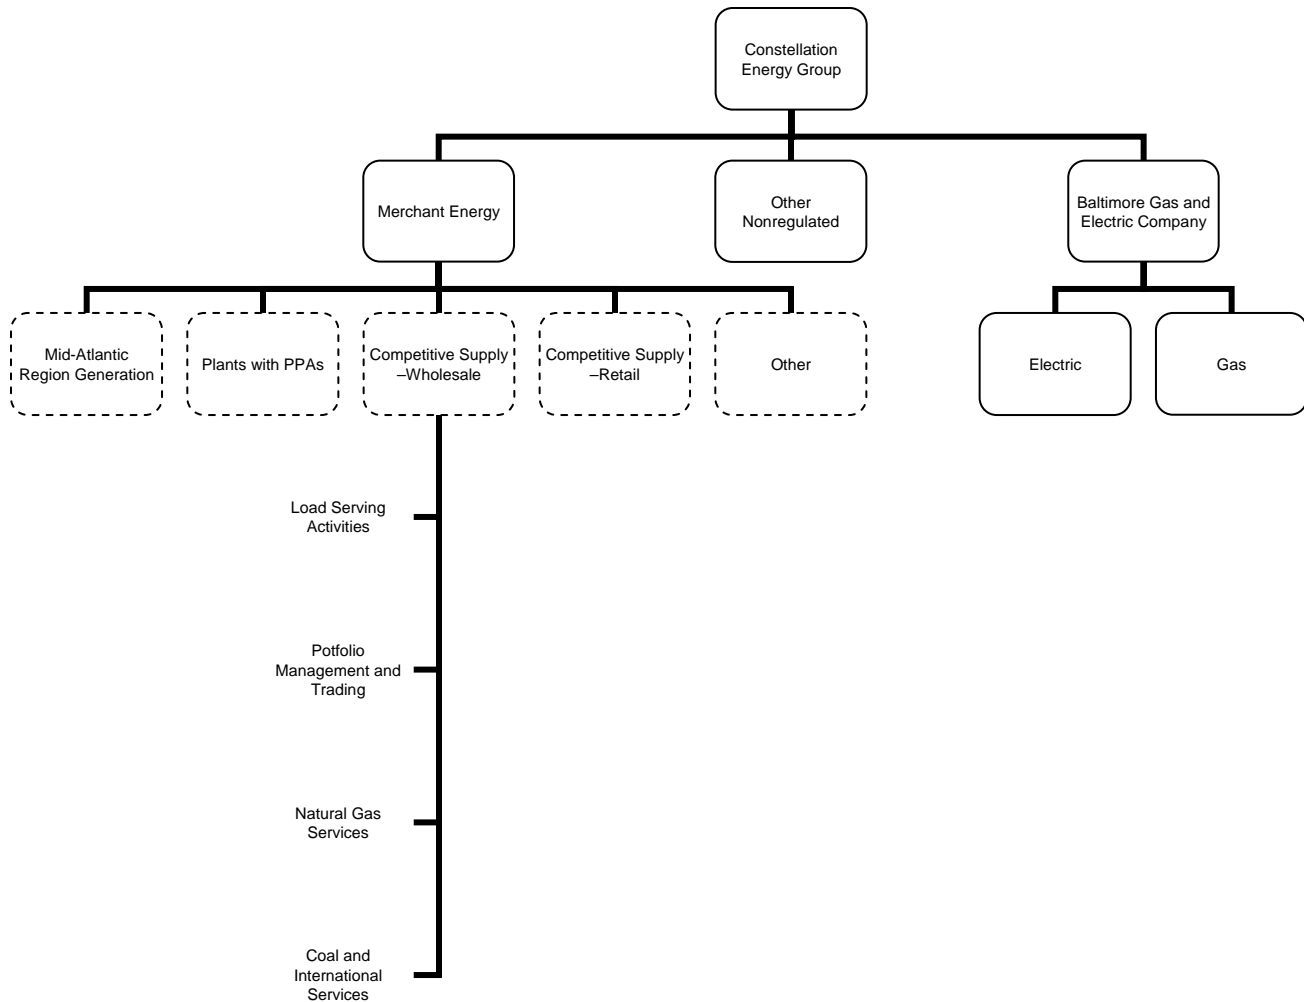 Constellation
Energy Group
Merchant Energy
Other
Nonregulated
Baltimore Gas and
Electric Company
Mid-Atlantic
Region Generation
Plants with PPAs
Competitive Supply
–Wholesale
Competitive Supply
–Retail
Other
Electric
Gas
Load Serving
Activities
Potfolio
Management and
Trading
Natural Gas
Services
Coal and
International
Services